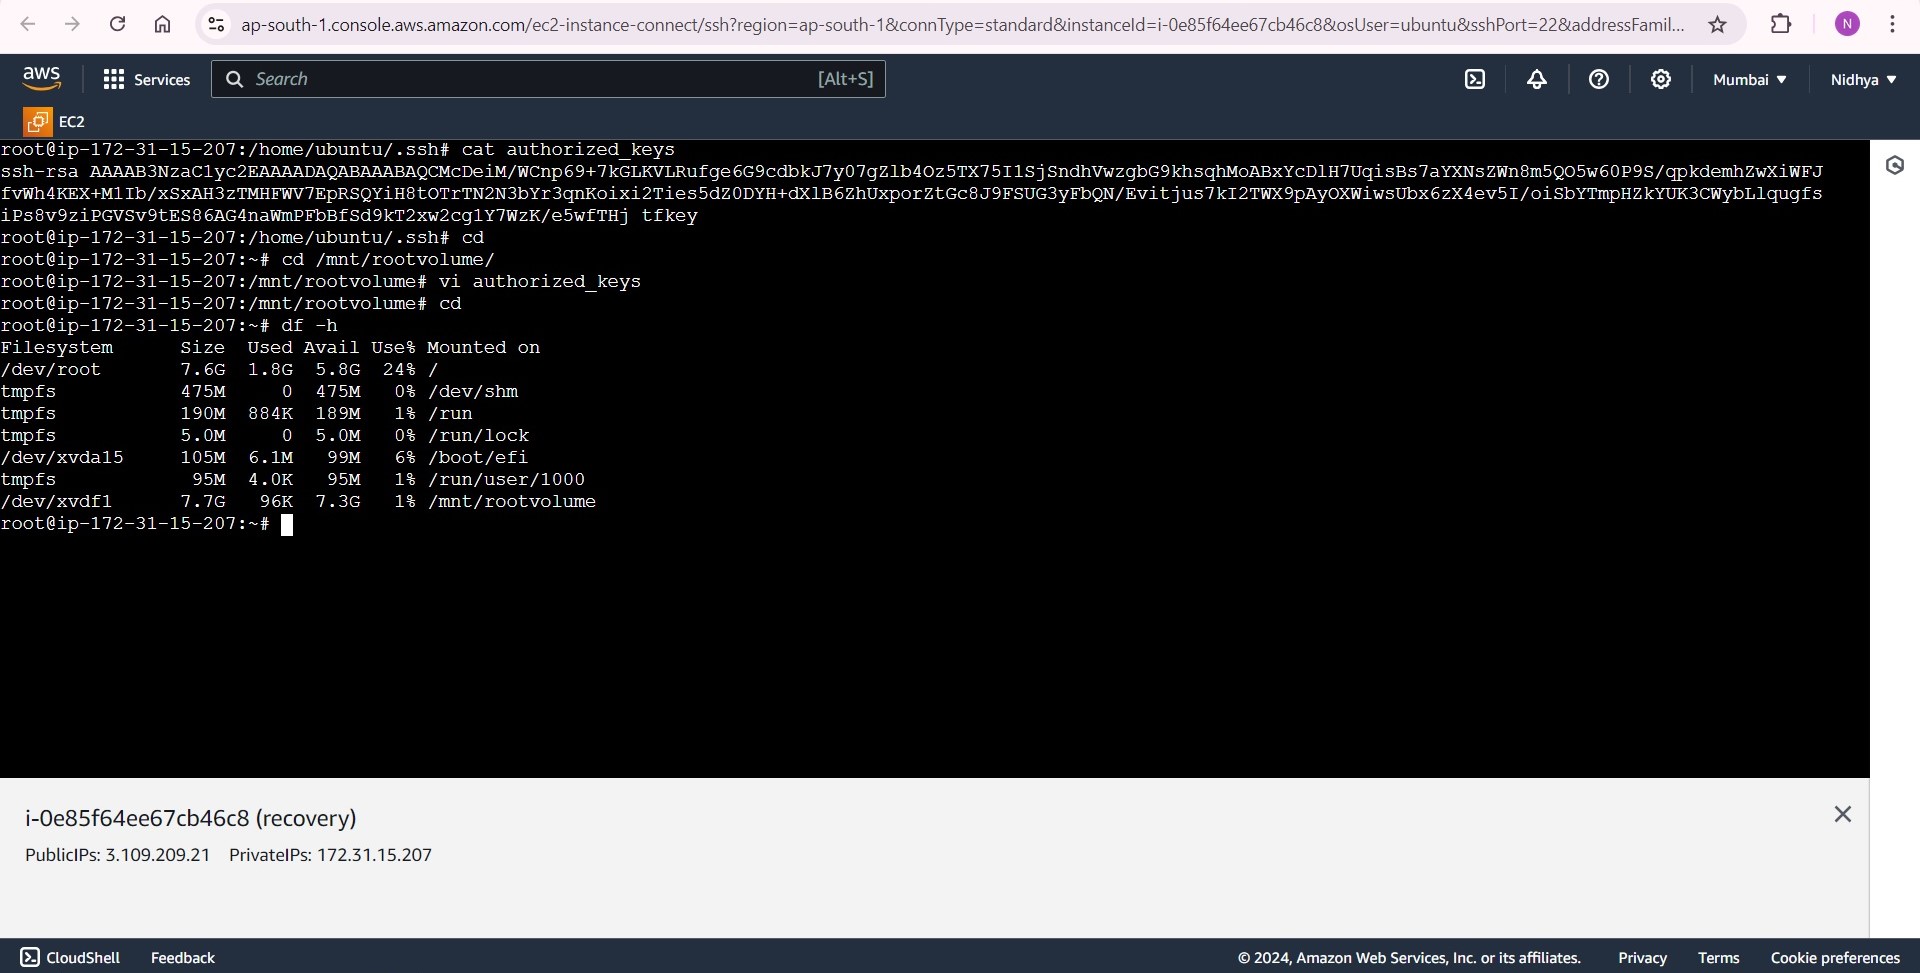 ap-south-1.console.aws.amazon.com/ec2-instance-connect/ssh?region=ap-south-1&connType=standard&instanceId=i-0e85f64ee67cb46c8&osUser=ubuntu&sshPort=22&addressFamil...
N
aws
Services
Search
[Alt+S]
Mumbai
Nidhya
EC2
root@ip-172-31-15-207:/home/ubuntu/.ssh# cat authorized_keys
ssh-rsa AAAAB3NzaC1yc2EAAAADAQABAAABAQCMcDeiM/WCnp69+7kGLKVLRufge6G9cdbkJ7y07gZlb4Oz5TX75I1SjSndhVwzgbG9khsqhMoABxYcDlH7UqisBs7aYXNsZWn8m5QO5w60P9S/qpkdemhZwXiWFJ
fvWh4KEX+M1Ib/xSxAH3zTMHFWV7EpRSQYiH8tOTrTN2N3bYr3qnKoixi2Ties5dZ0DYH+dXlB6ZhUxporZtGc8J9FSUG3yFbQN/Evitjus7kI2TWX9pAyOXWiwsUbx6zX4ev5I/oiSbYTmpHZkYUK3CWybLlqugfs
iPs8v9ziPGVSv9tES86AG4naWmPFbBfSd9kT2xw2cg1Y7WzK/e5wfTHj tfkey
root@ip-172-31-15-207:/home/ubuntu/.ssh# cd
root@ip-172-31-15-207:~# cd /mnt/rootvolume/
root@ip-172-31-15-207:/mnt/rootvolume# vi authorized_keys
root@ip-172-31-15-207:/mnt/rootvolume# cd
root@ip-172-31-15-207:~# df -h
Filesystem      Size  Used Avail Use% Mounted on
/dev/root       7.6G  1.8G  5.8G  24% /
tmpfs           475M     0  475M   0% /dev/shm
tmpfs           190M  884K  189M   1% /run
tmpfs           5.0M     0  5.0M   0% /run/lock
/dev/xvda15     105M  6.1M   99M   6% /boot/efi
tmpfs            95M  4.0K   95M   1% /run/user/1000
/dev/xvdf1      7.7G   96K  7.3G   1% /mnt/rootvolume
root@ip-172-31-15-207:~#
i-0e85f64ee67cb46c8 (recovery)
PublicIPs: 3.109.209.21 PrivateIPs: 172.31.15.207
CloudShell
Feedback
© 2024, Amazon Web Services, Inc. or its affiliates.
Privacy
Terms
Cookie preferences